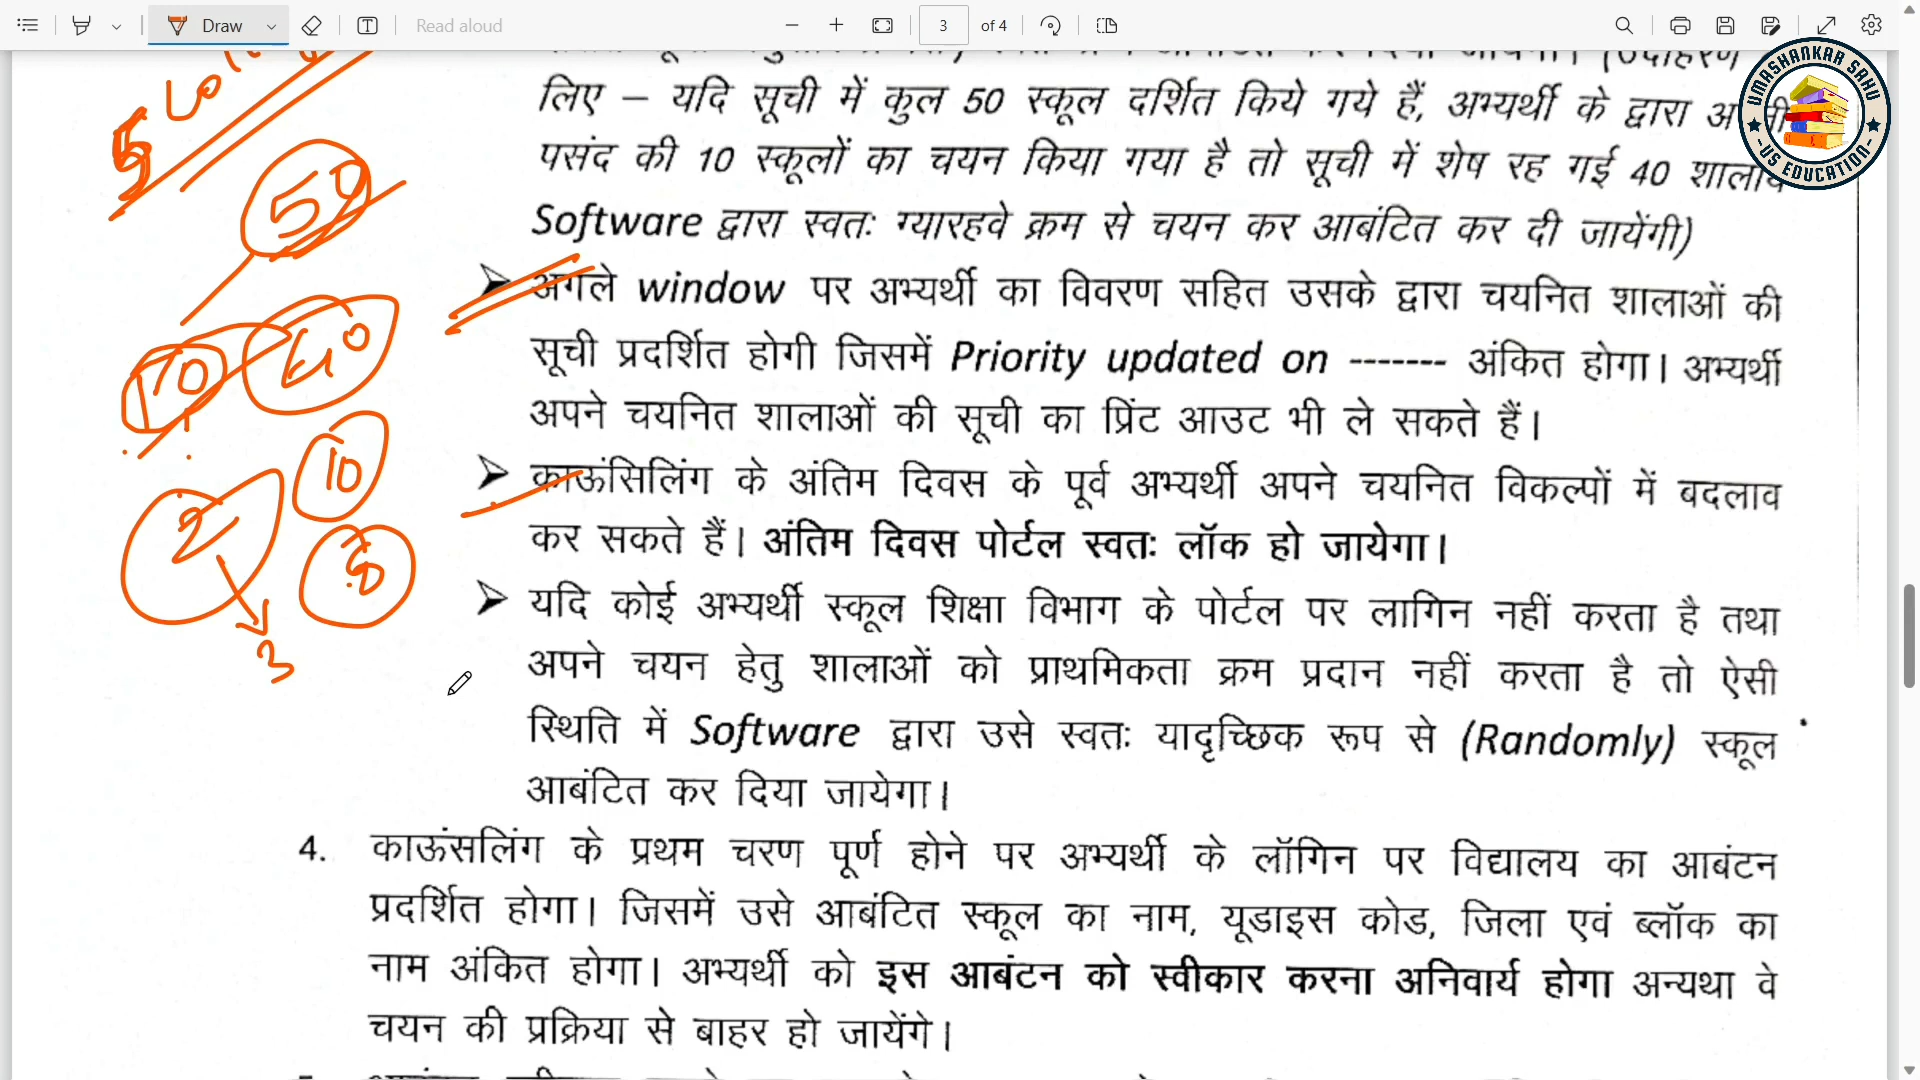 Draw
Read aloud
3 of 4
लिए – यदि सूची में कुल 50 स्कूल दर्शित किये गये हैं, अभ्यर्थी के द्वारा
पसंद की 10 स्कूलों का चयन किया गया है तो सूची में शेष रह गई 40
Software द्वारा स्वतः ग्यारहवे क्रम से चयन कर आबंटित कर दी जायेंगी)
➢ अगले window पर अभ्यर्थी का विवरण सहित उसके द्वारा चयनित शालाओं की
सूची प्रदर्शित होगी जिसमें Priority updated on ------- अंकित होगा। अभ्यर्थी
अपने चयनित शालाओं की सूची का प्रिंट आउट भी ले सकते हैं।
➢ काऊंसिलिंग के अंतिम दिवस के पूर्व अभ्यर्थी अपने चयनित विकल्पों में बदलाव
कर सकते हैं। अंतिम दिवस पोर्टल स्वतः लॉक हो जायेगा।
➢ यदि कोई अभ्यर्थी स्कूल शिक्षा विभाग के पोर्टल पर लागिन नहीं करता है तथा
अपने चयन हेतु शालाओं को प्राथमिकता क्रम प्रदान नहीं करता है तो ऐसी
स्थिति में Software द्वारा उसे स्वतः यादृच्छिक रूप से (Randomly) स्कूल
आबंटित कर दिया जायेगा।
4. काऊंसलिंग के प्रथम चरण पूर्ण होने पर अभ्यर्थी के लॉगिन पर विद्यालय का आबंटन
प्रदर्शित होगा। जिसमें उसे आबंटित स्कूल का नाम, यूडाइस कोड, जिला एवं ब्लॉक का
नाम अंकित होगा। अभ्यर्थी को इस आबंटन को स्वीकार करना अनिवार्य होगा अन्यथा वे
चयन की प्रक्रिया से बाहर हो जायेंगे।
50
10 40
10
2
3
UMASHANKAR SAHU
US EDUCATION